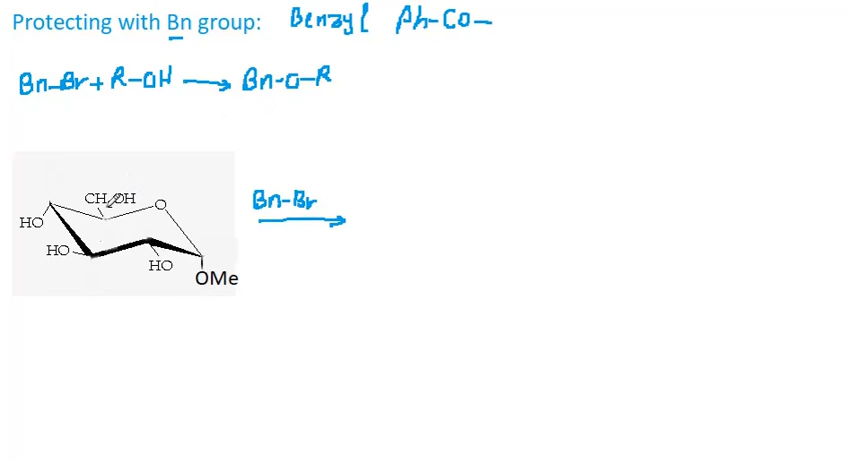 Protecting with Bn group: Benzyl Ph-CO-
Bn-Br + R-OH → Bn-O-R
CH₂OH
O
HO
HO
HO
OMe
Bn-Br